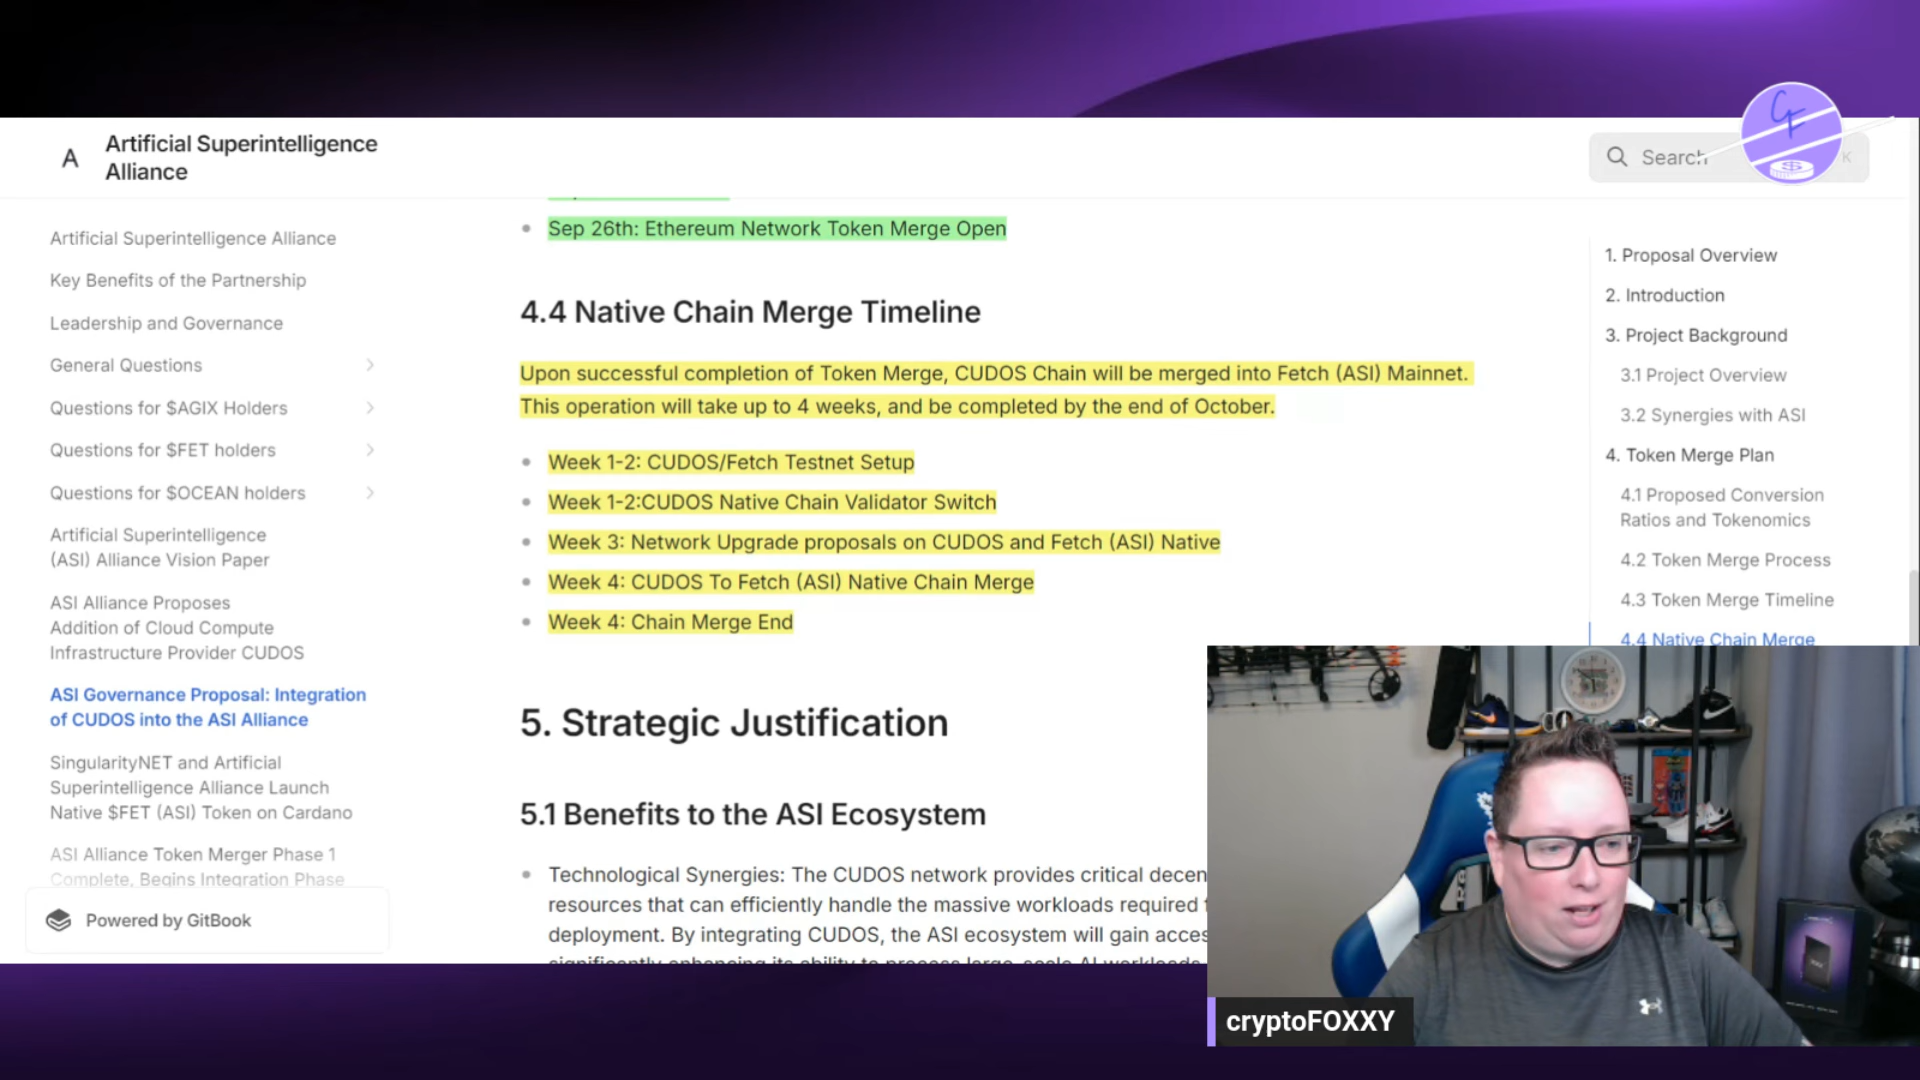 A
Artificial Superintelligence
Alliance
Search
K
Artificial Superintelligence Alliance
Key Benefits of the Partnership
Leadership and Governance
General Questions
Questions for $AGIX Holders
Questions for $FET holders
Questions for $OCEAN holders
Artificial Superintelligence
(ASI) Alliance Vision Paper
ASI Alliance Proposes
Addition of Cloud Compute
Infrastructure Provider CUDOS
ASI Governance Proposal: Integration
of CUDOS into the ASI Alliance
SingularityNET and Artificial
Superintelligence Alliance Launch
Native $FET (ASI) Token on Cardano
ASI Alliance Token Merger Phase 1
Complete, Begins Integration Phase
Powered by GitBook
Sep 26th: Ethereum Network Token Merge Open
4.4 Native Chain Merge Timeline
Upon successful completion of Token Merge, CUDOS Chain will be merged into Fetch (ASI) Mainnet.
This operation will take up to 4 weeks, and be completed by the end of October.
Week 1-2: CUDOS/Fetch Testnet Setup
Week 1-2:CUDOS Native Chain Validator Switch
Week 3: Network Upgrade proposals on CUDOS and Fetch (ASI) Native
Week 4: CUDOS To Fetch (ASI) Native Chain Merge
Week 4: Chain Merge End
5. Strategic Justification
5.1 Benefits to the ASI Ecosystem
Technological Synergies: The CUDOS network provides critical decen
resources that can efficiently handle the massive workloads required
deployment. By integrating CUDOS, the ASI ecosystem will gain acces
significantly enhancing its ability to process large-scale AI workloads
1. Proposal Overview
2. Introduction
3. Project Background
3.1 Project Overview
3.2 Synergies with ASI
4. Token Merge Plan
4.1 Proposed Conversion
Ratios and Tokenomics
4.2 Token Merge Process
4.3 Token Merge Timeline
4.4 Native Chain Merge
CF
$
cryptoFOXXY